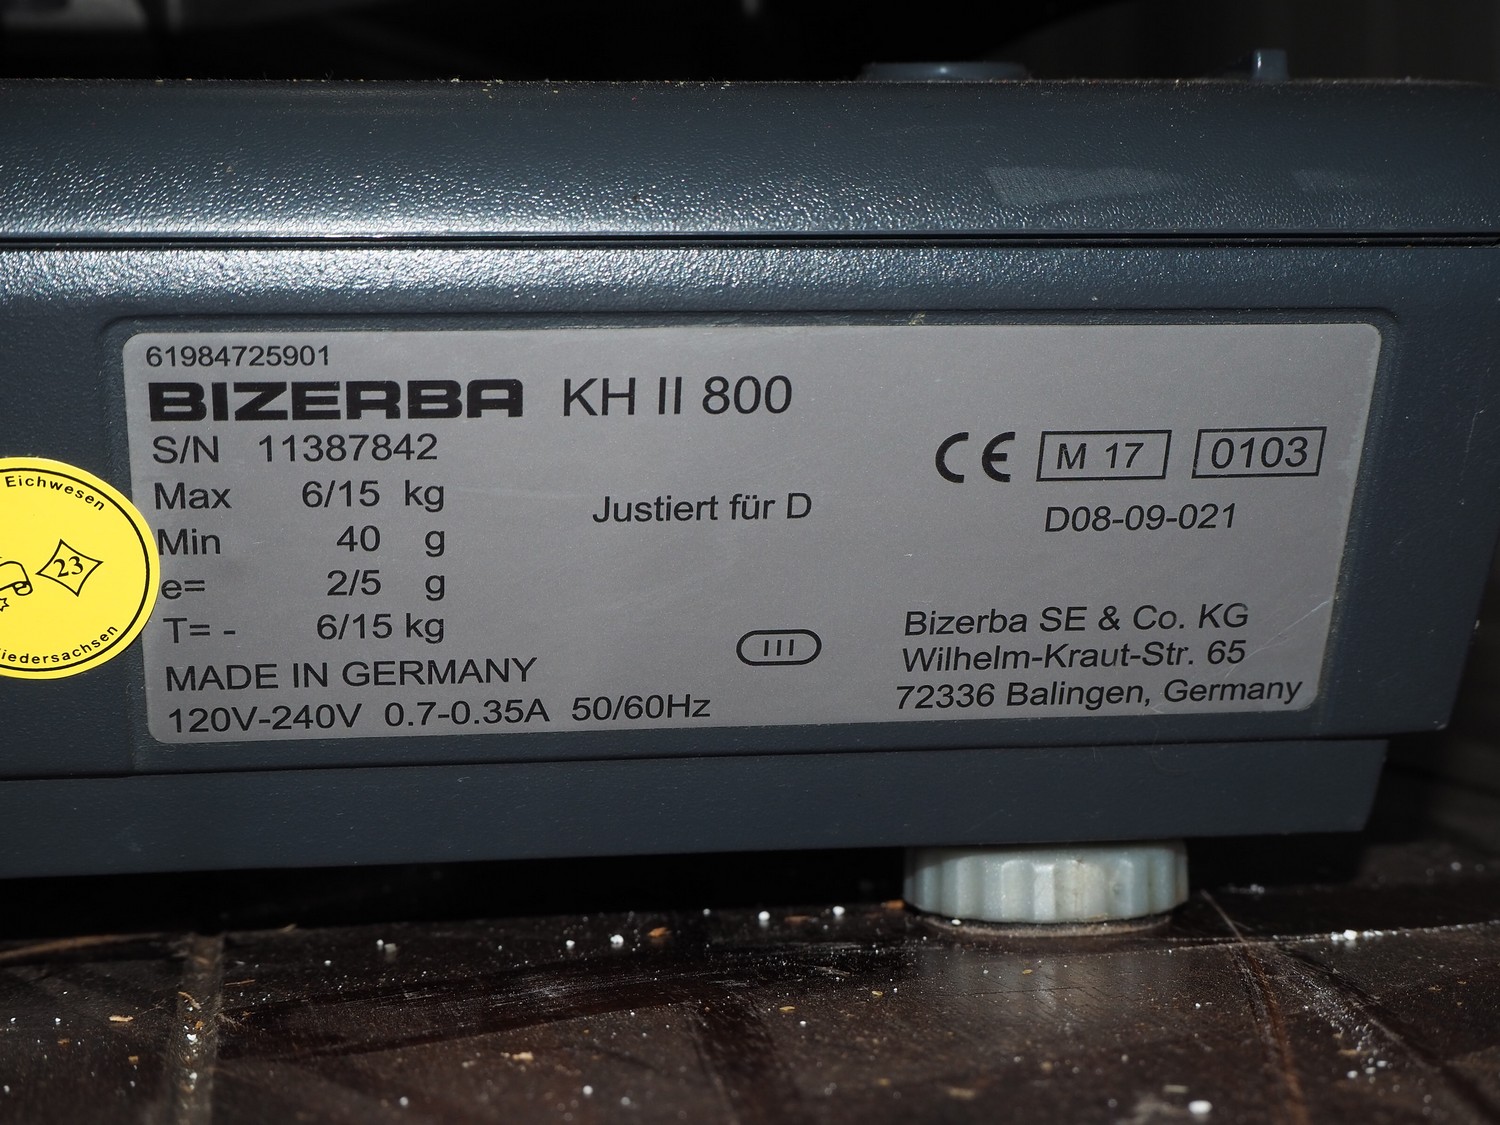 61984725901
BIZERBA KH II 800
S/N 11387842
Max 6/15 kg
Min 40 g
e= 2/5 g
T= - 6/15 kg
MADE IN GERMANY
120V-240V 0.7-0.35A 50/60Hz
Justiert für D
III
CE M 17 0103
D08-09-021
Bizerba SE & Co. KG
Wilhelm-Kraut-Str. 65
72336 Balingen, Germany
Eichwesen
23